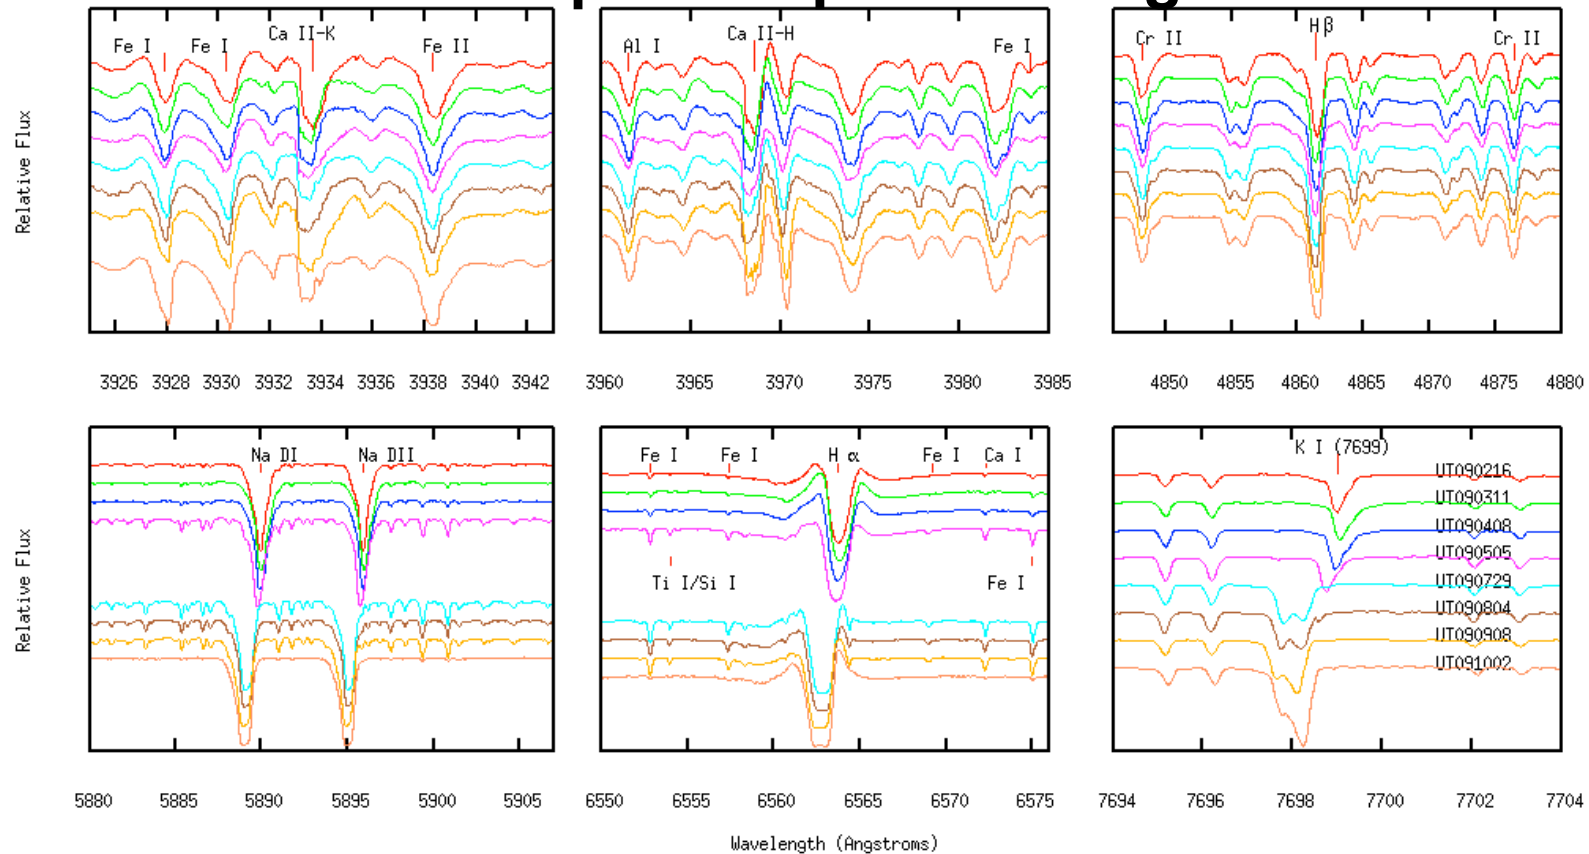 Fe I Fe I Ca II-K Fe II
Al I Ca II-H Fe I
Cr II Hβ Cr II
Relative Flux
3926 3928 3930 3932 3934 3936 3938 3940 3942
3960 3965 3970 3975 3980 3985
4850 4855 4860 4865 4870 4875 4880
Na DI Na DII
Fe I Fe I H α Fe I Ca I
Ti I/Si I Fe I
K I (7699)
UT090216
UT090311
UT090408
UT090505
UT090729
UT090804
UT090908
UT091002
Relative Flux
5880 5885 5890 5895 5900 5905
6550 6555 6560 6565 6570 6575
7694 7696 7698 7700 7702 7704
Wavelength (Angstroms)